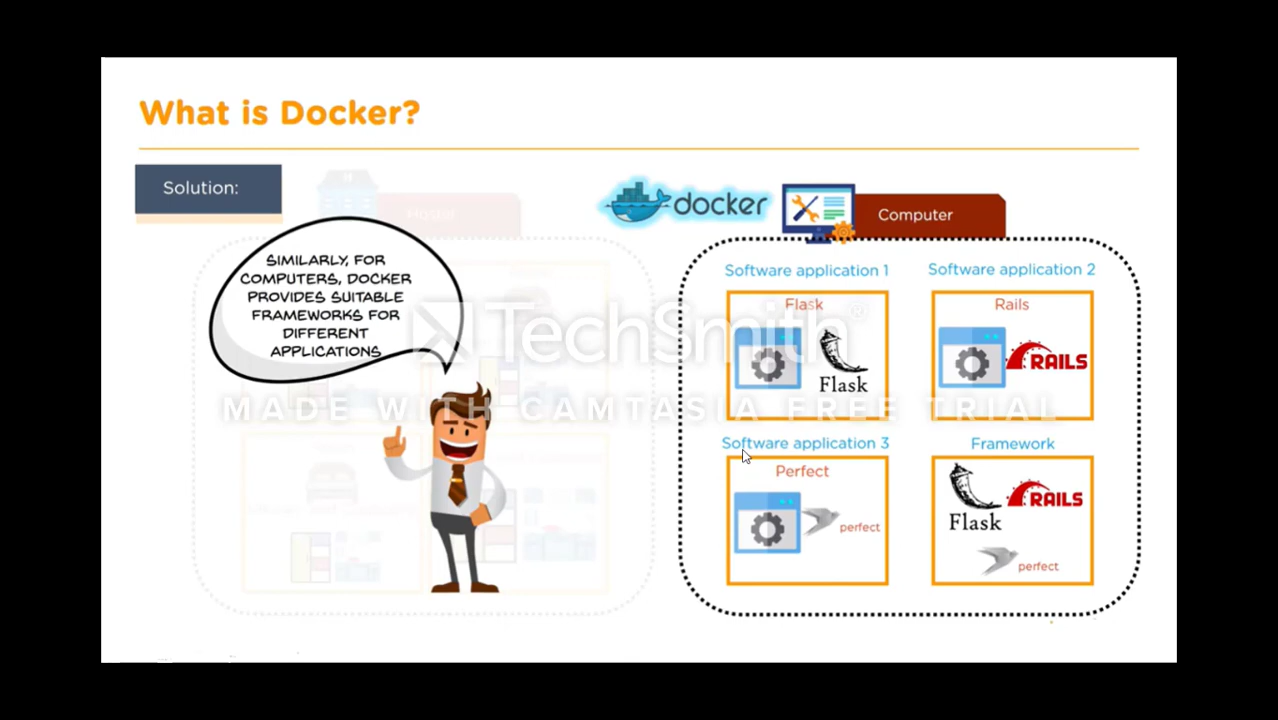 What is Docker?
Solution:
Hostel
docker
Computer
SIMILARLY, FOR
COMPUTERS, DOCKER
PROVIDES SUITABLE
FRAMEWORKS FOR
DIFFERENT
APPLICATIONS
Software application 1
Flask
Flask
Software application 2
Rails
RAILS
TechSmith®
MADE WITH CAMTASIA FREE TRIAL
Software application 3
Perfect
perfect
Framework
Flask
RAILS
perfect